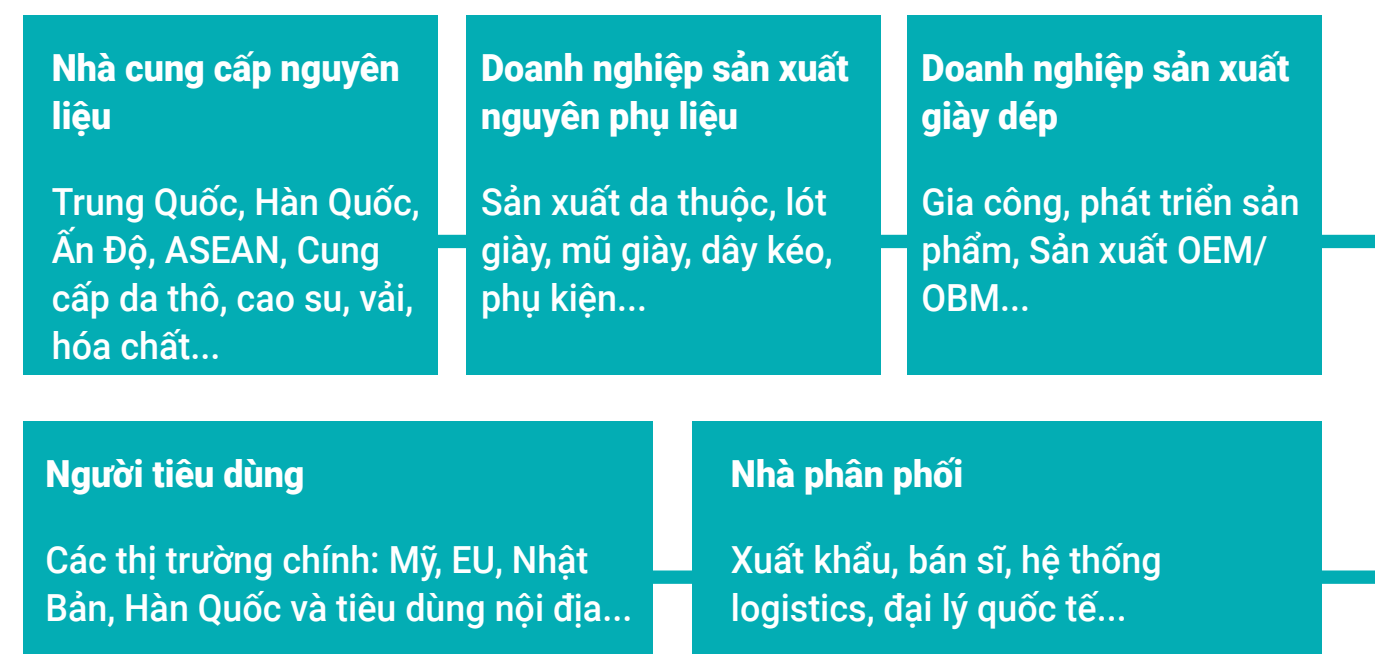 Nhà cung cấp nguyên
liệu
Trung Quốc, Hàn Quốc,
Ấn Độ, ASEAN, Cung
cấp da thô, cao su, vải,
hóa chất...
Doanh nghiệp sản xuất
nguyên phụ liệu
Sản xuất da thuộc, lót
giày, mũ giày, dây kéo,
phụ kiện...
Doanh nghiệp sản xuất
giày dép
Gia công, phát triển sản
phẩm, Sản xuất OEM/
OBM...
Người tiêu dùng
Các thị trường chính: Mỹ, EU, Nhật
Bản, Hàn Quốc và tiêu dùng nội địa...
Nhà phân phối
Xuất khẩu, bán sĩ, hệ thống
logistics, đại lý quốc tế...